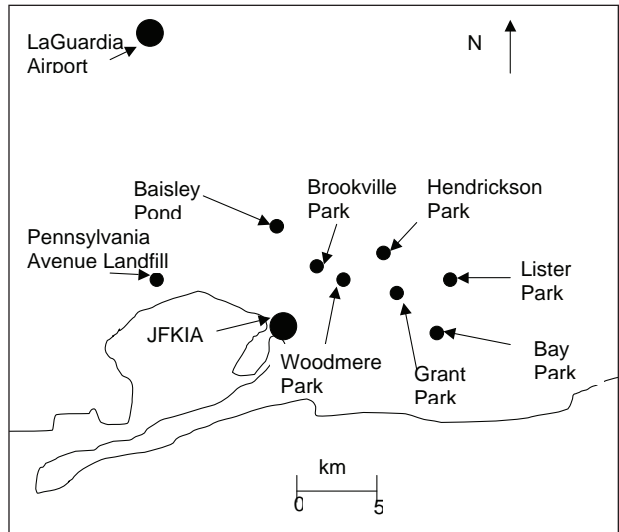 LaGuardia
Airport
N
Baisley
Pond
Brookville
Park
Hendrickson
Park
Pennsylvania
Avenue Landfill
Lister
Park
JFKIA
Woodmere
Park
Grant
Park
Bay
Park
km
0 5